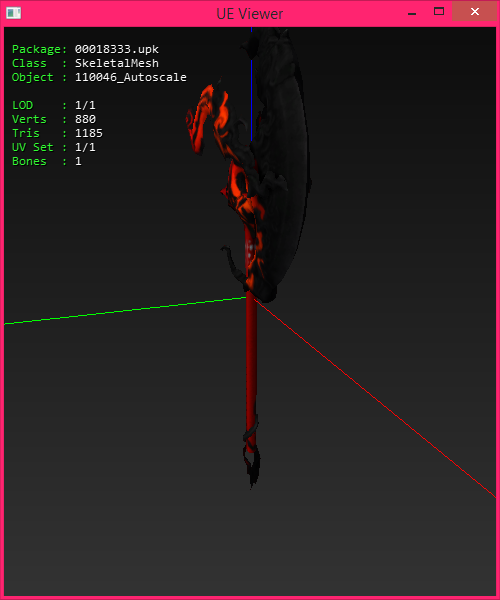 UE Viewer
Package: 00018333.upk
Class  : SkeletalMesh
Object : 110046_Autoscale
LOD    : 1/1
Verts  : 880
Tris   : 1185
UV Set : 1/1
Bones  : 1